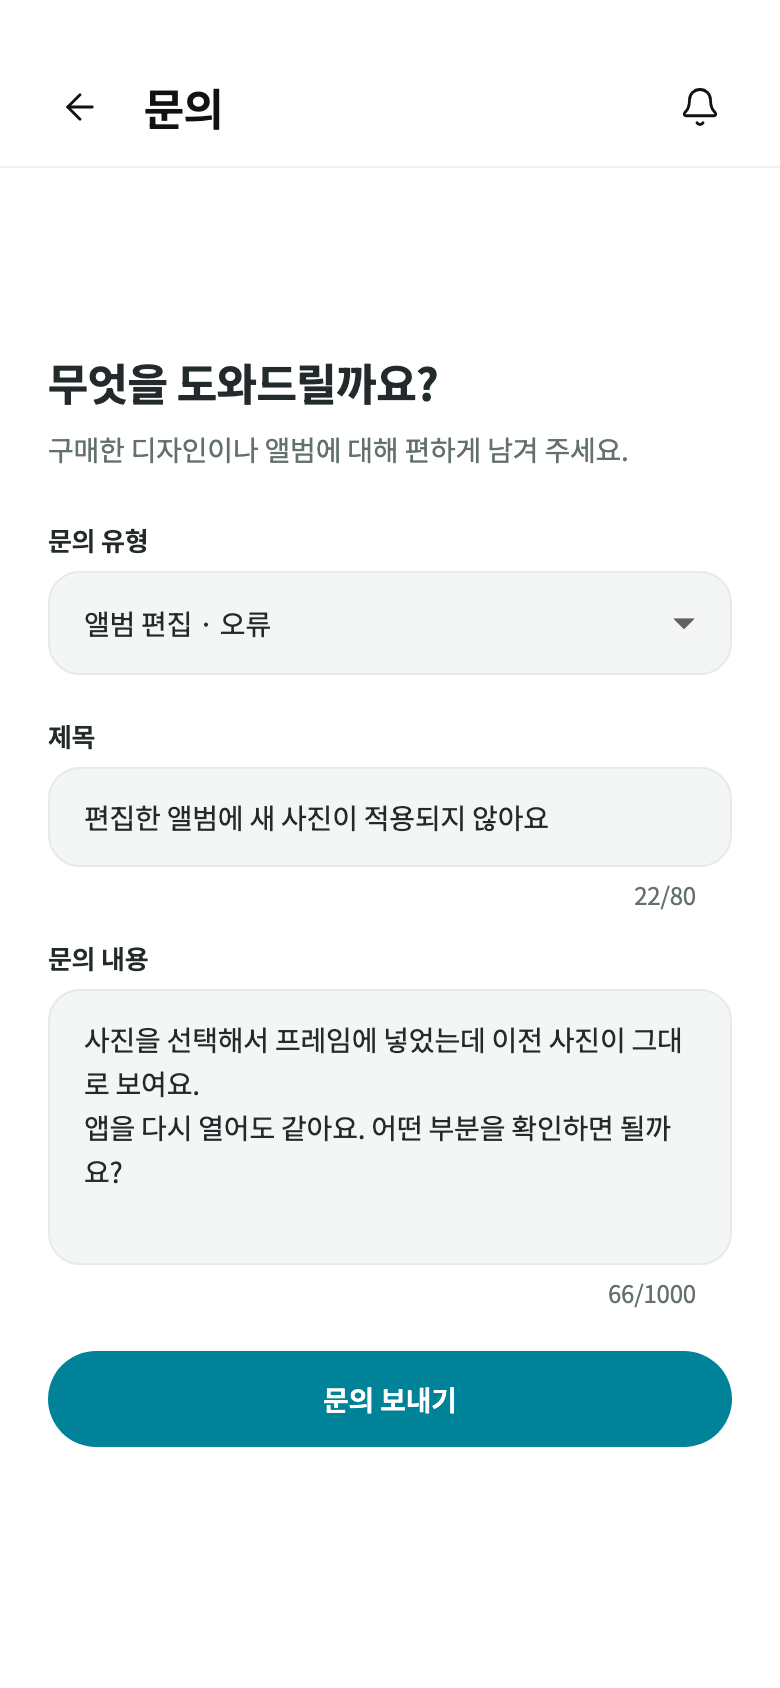 문의
무엇을 도와드릴까요?
구매한 디자인이나 앨범에 대해 편하게 남겨 주세요.
문의 유형
앨범 편집 · 오류
제목
편집한 앨범에 새 사진이 적용되지 않아요
22/80
문의 내용
사진을 선택해서 프레임에 넣었는데 이전 사진이 그대
로 보여요.
앱을 다시 열어도 같아요. 어떤 부분을 확인하면 될까
요?
66/1000
문의 보내기